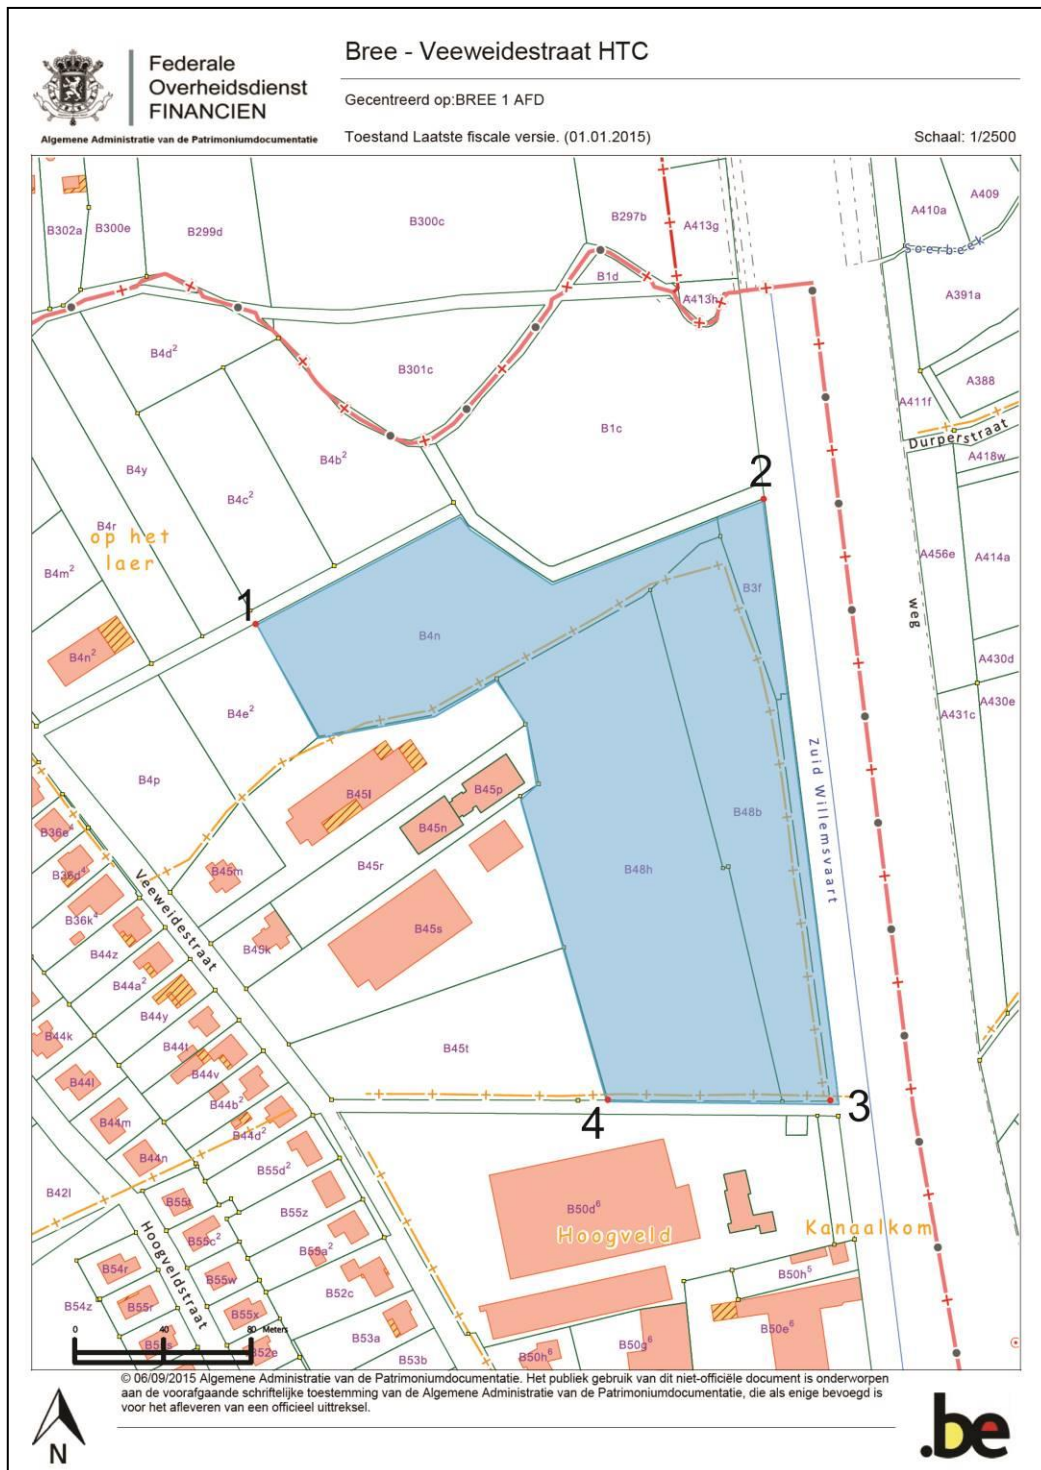 Federale
Overheidsdienst
FINANCIEN
Algemene Administratie van de Patrimoniumdocumentatie
Bree - Veeweidestraat HTC
Gecentreerd op:BREE 1 AFD
Toestand Laatste fiscale versie. (01.01.2015)
Schaal: 1/2500
B302a
B300e
B299d
B300c
B297b
A413g
A410a
A409
Soerbeek
B1d
A413h
A391a
B4d²
B301c
A388
A411f
Durperstraat
B1c
A418w
B4y
B4c²
B4b²
2
B4r
op het
laer
B4m²
A456e
A414a
B3f
1
B4n
weg
B4n²
A430d
B4e²
A430e
A431c
Zuid Willemsvaart
B4p
B45l
B45p
B48b
B36e⁴
B45n
B45r
B48h
B36d⁴
B45m
Veeweidestraat
B36k⁴
B45s
B44z
B45k
B44a²
B44y
B44k
B44t
B45t
B44v
B44l
B44b²
3
4
B44m
B44d²
B44n
B55d²
B42l
B55t
B50d⁶
B55z
Hoogveld
Kanaalkom
B55c²
B55a²
Hoogveldstraat
B54r
B55w
B52c
B50h⁵
B54z
B55r
B55x
B53a
B50e⁶
B52e
B50g⁶
B50h⁶
B53b
0 40 80 Meters
© 06/09/2015 Algemene Administratie van de Patrimoniumdocumentatie. Het publiek gebruik van dit niet-officiële document is onderworpen
aan de voorafgaande schriftelijke toestemming van de Algemene Administratie van de Patrimoniumdocumentatie, die als enige bevoegd is
voor het afleveren van een officieel uittreksel.
N
.be